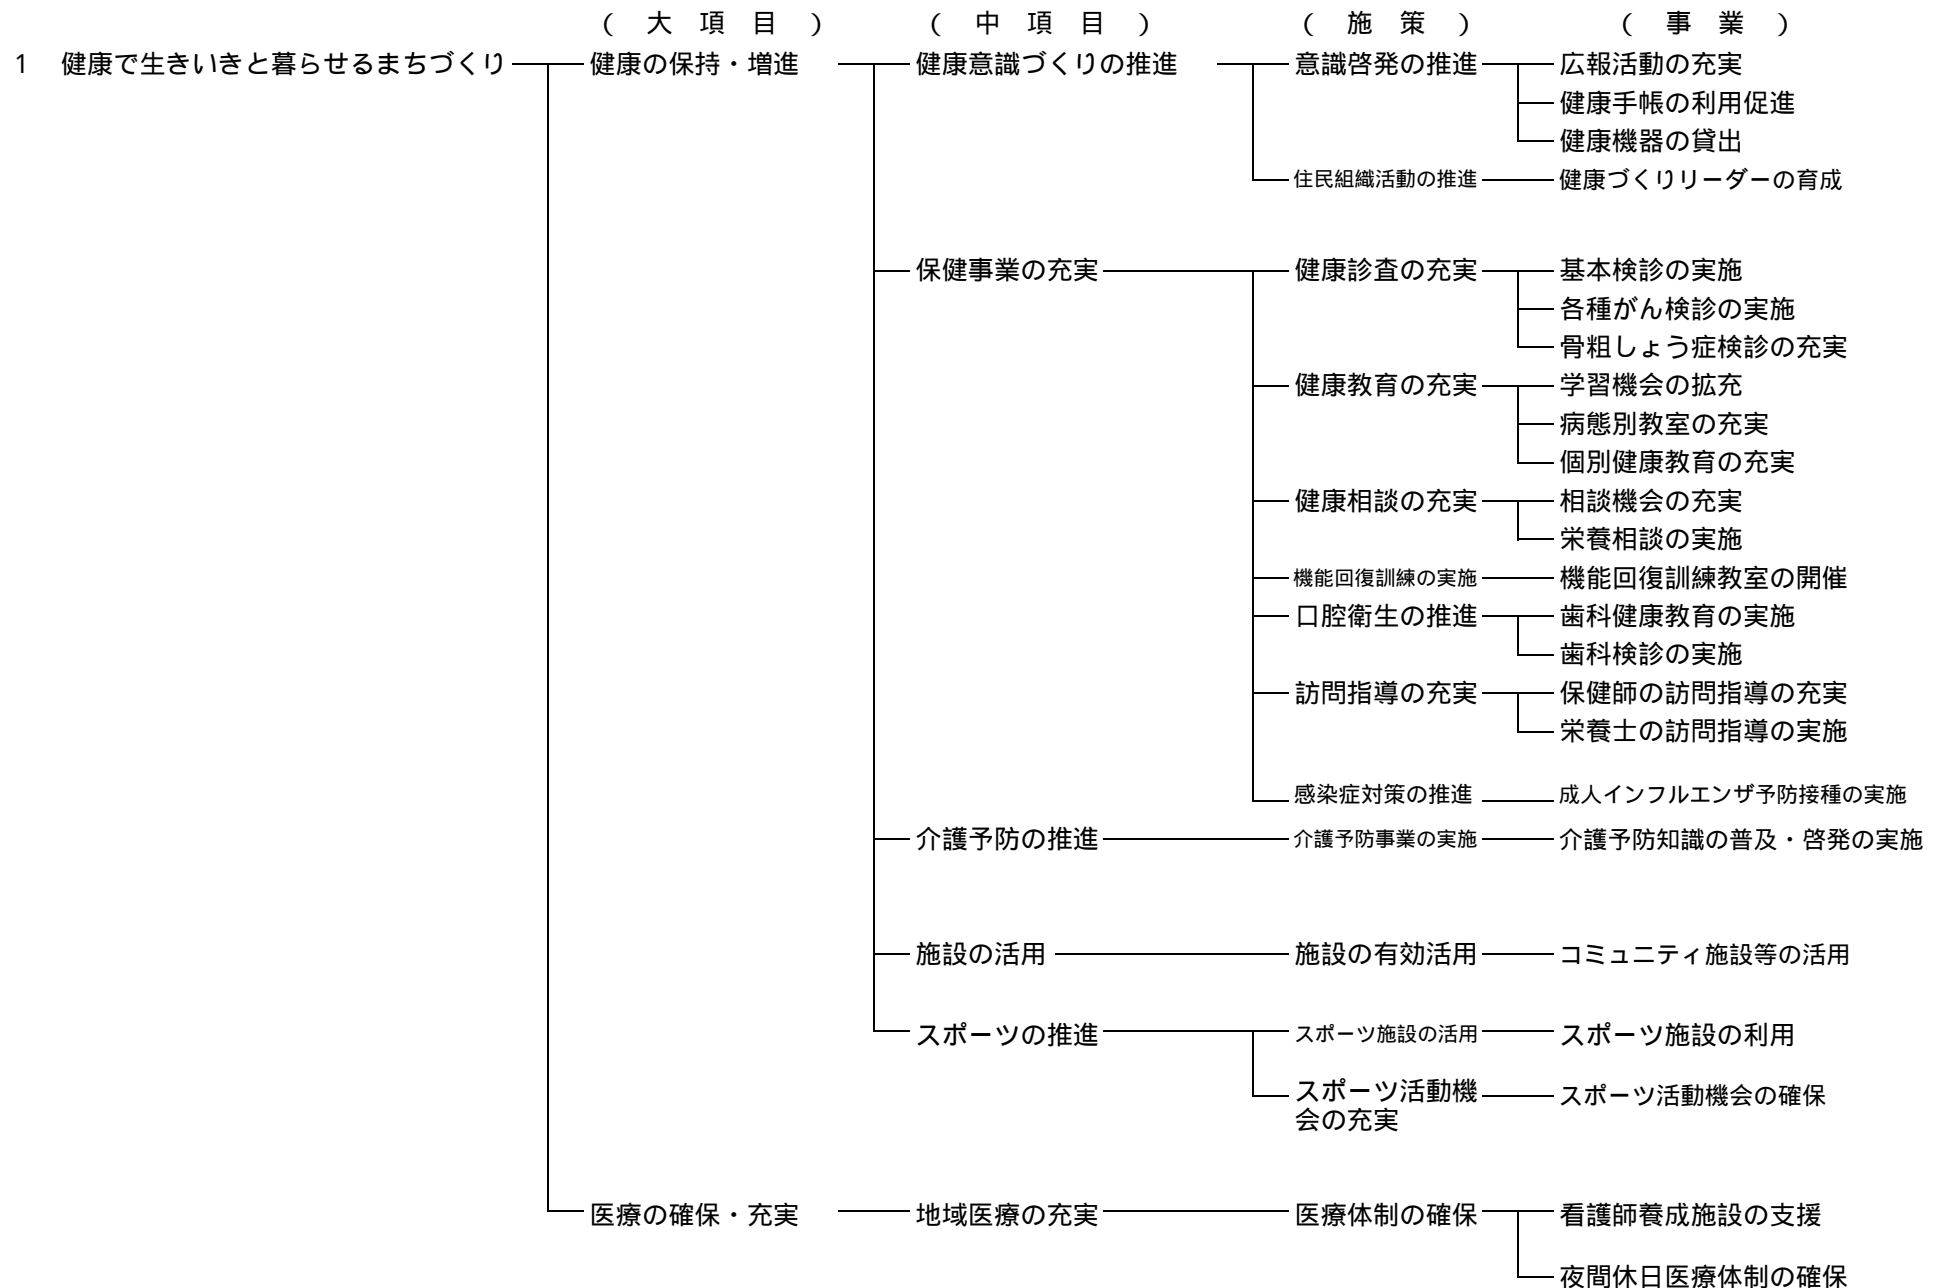 (　大　項　目　)　(　中　項　目　)　(　施　策　)　(　事　業　)
1　健康で生きいきと暮らせるまちづくり　健康の保持・増進　健康意識づくりの推進　意識啓発の推進　広報活動の充実
健康手帳の利用促進
健康機器の貸出
住民組織活動の推進　健康づくりリーダーの育成
保健事業の充実　健康診査の充実　基本検診の実施
各種がん検診の実施
骨粗しょう症検診の充実
健康教育の充実　学習機会の拡充
病態別教室の充実
個別健康教育の充実
健康相談の充実　相談機会の充実
栄養相談の実施
機能回復訓練の実施　機能回復訓練教室の開催
口腔衛生の推進　歯科健康教育の実施
歯科検診の実施
訪問指導の充実　保健師の訪問指導の充実
栄養士の訪問指導の実施
感染症対策の推進　成人インフルエンザ予防接種の実施
介護予防の推進　介護予防事業の実施　介護予防知識の普及・啓発の実施
施設の活用　施設の有効活用　コミュニティ施設等の活用
スポーツの推進　スポーツ施設の活用　スポーツ施設の利用
スポーツ活動機　スポーツ活動機会の確保
会の充実
医療の確保・充実　地域医療の充実　医療体制の確保　看護師養成施設の支援
夜間休日医療体制の確保